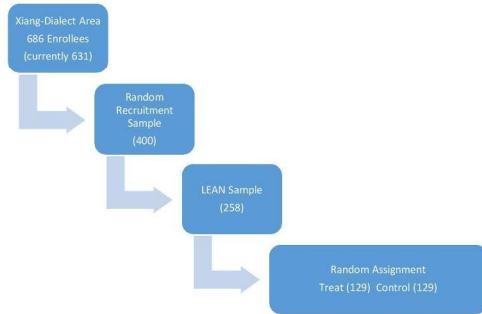 Xiang-Dialect Area
686 Enrollees
(currently 631)
Random
Recruitment
Sample
(400)
LEAN Sample
(258)
Random Assignment
Treat (129) Control (129)